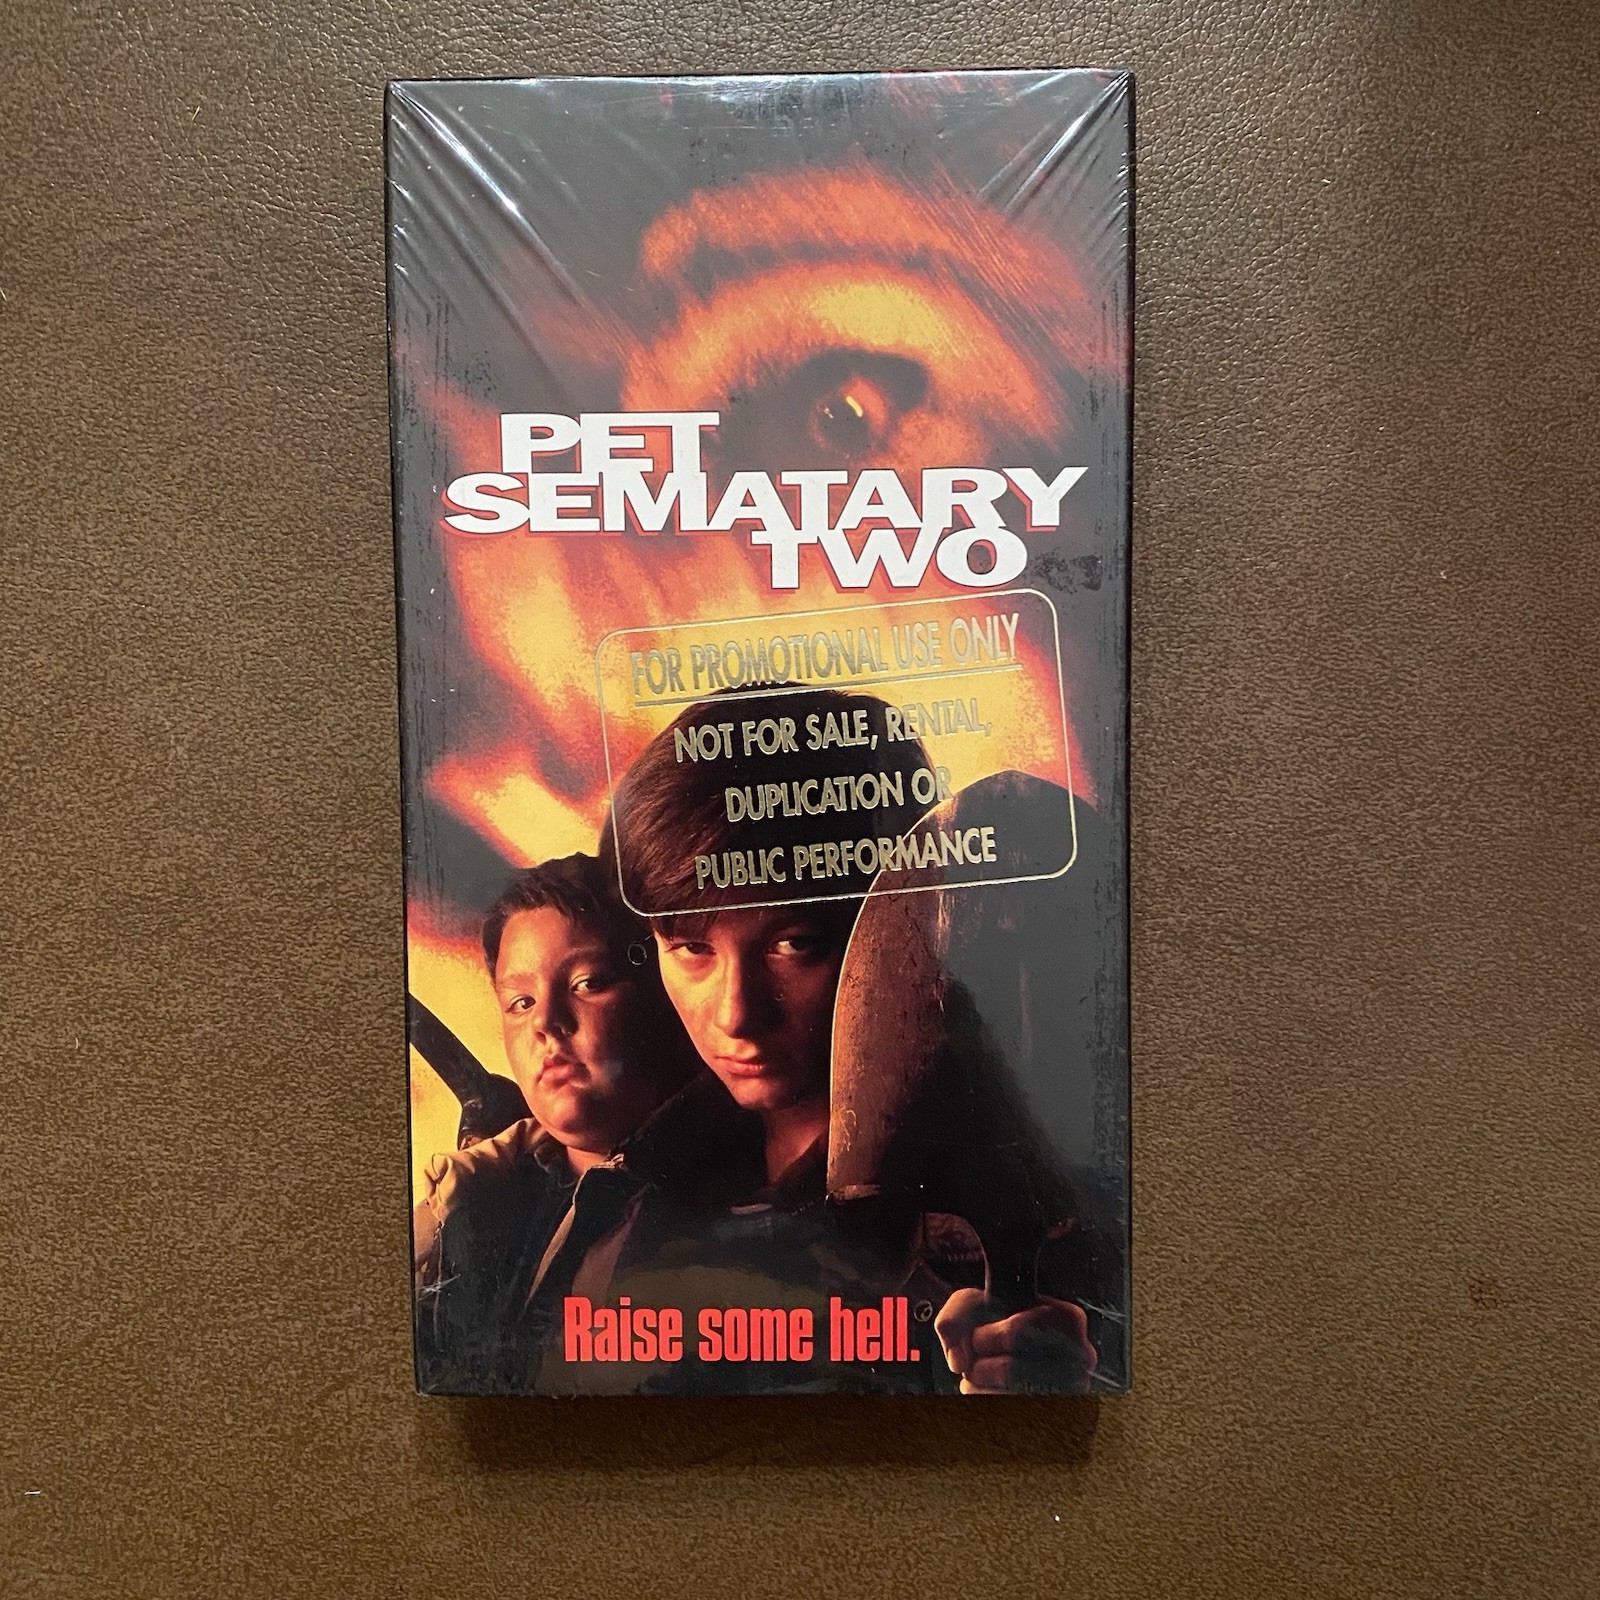 PET
SEMATARY
TWO
FOR PROMOTIONAL USE ONLY
NOT FOR SALE, RENTAL,
DUPLICATION OR
PUBLIC PERFORMANCE
Raise some hell.